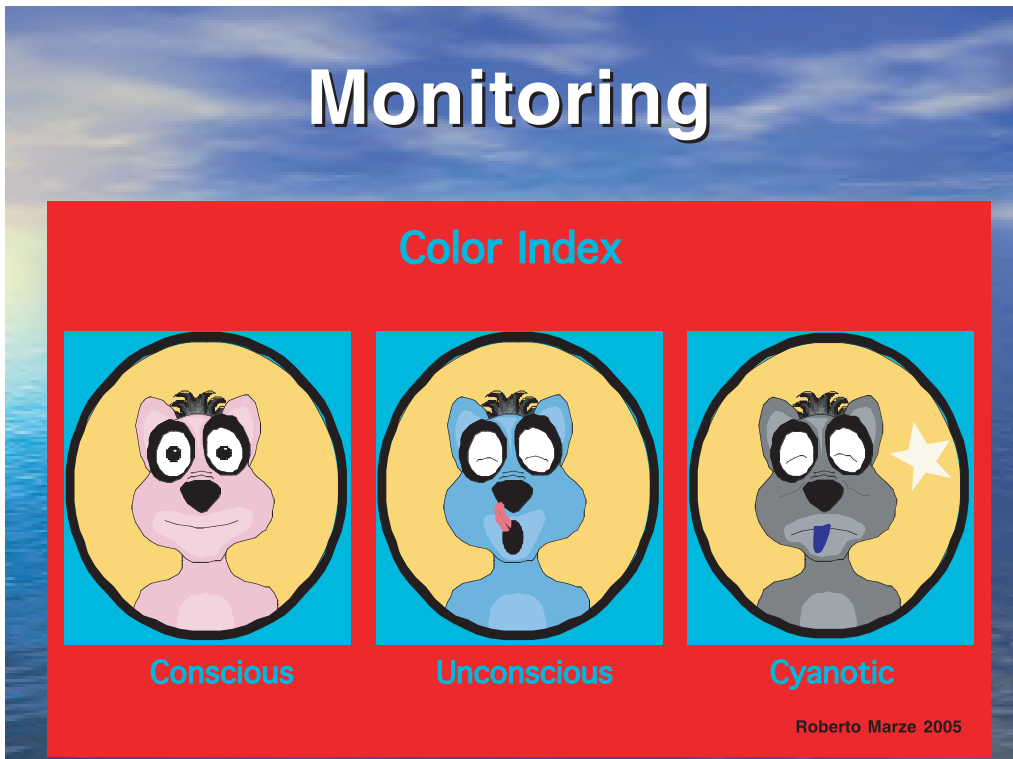 Monitoring
Color Index
Conscious
Unconscious
Cyanotic
Roberto Marze 2005